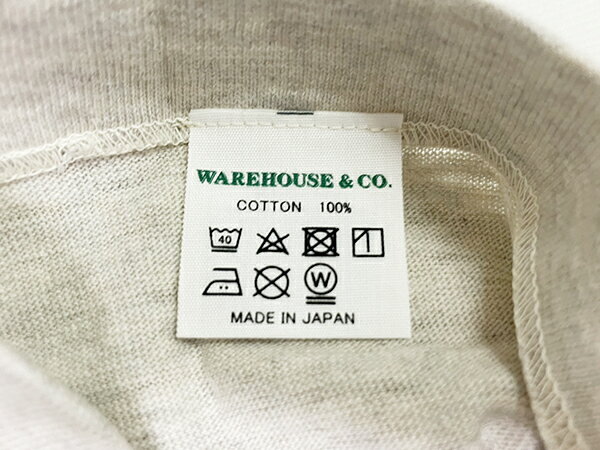 WAREHOUSE & CO.
COTTON 100%
40
W
MADE IN JAPAN